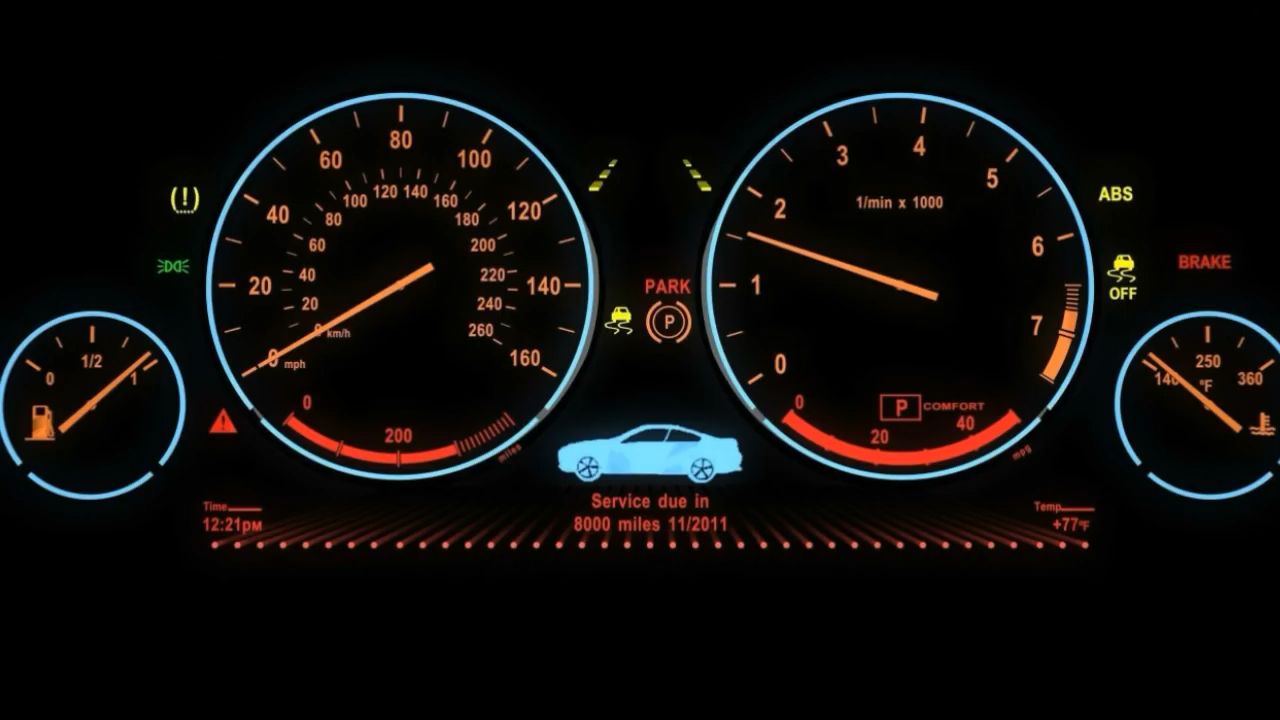 80
60
100
40
120
20
140
0 mph
160
120 140
100
160
80
180
60
200
40
220
20
240
0 km/h
260
0
200
miles
0
1/2
1
(!)
PARK
P
4
3
5
2
1/min x 1000
6
1
7
0
P COMFORT
0
20
40
mpg
ABS
OFF
BRAKE
140
250
360
°F
Time
12:21PM
Service due in
8000 miles 11/2011
Temp
+77°F